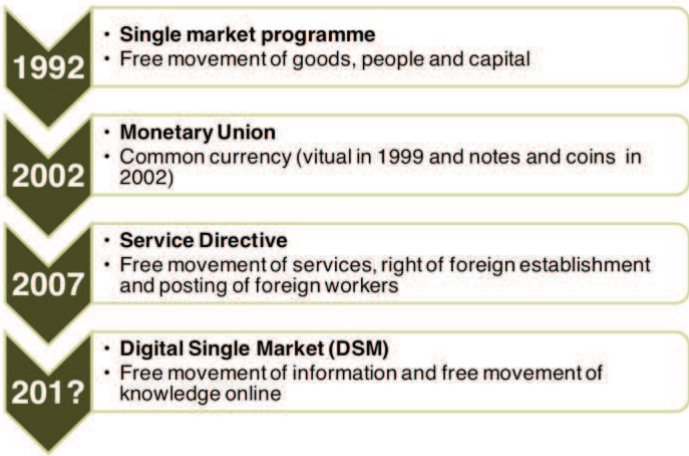 1992
• Single market programme
• Free movement of goods, people and capital
2002
• Monetary Union
• Common currency (vitual in 1999 and notes and coins in
2002)
2007
• Service Directive
• Free movement of services, right of foreign establishment
and posting of foreign workers
201?
• Digital Single Market (DSM)
• Free movement of information and free movement of
knowledge online